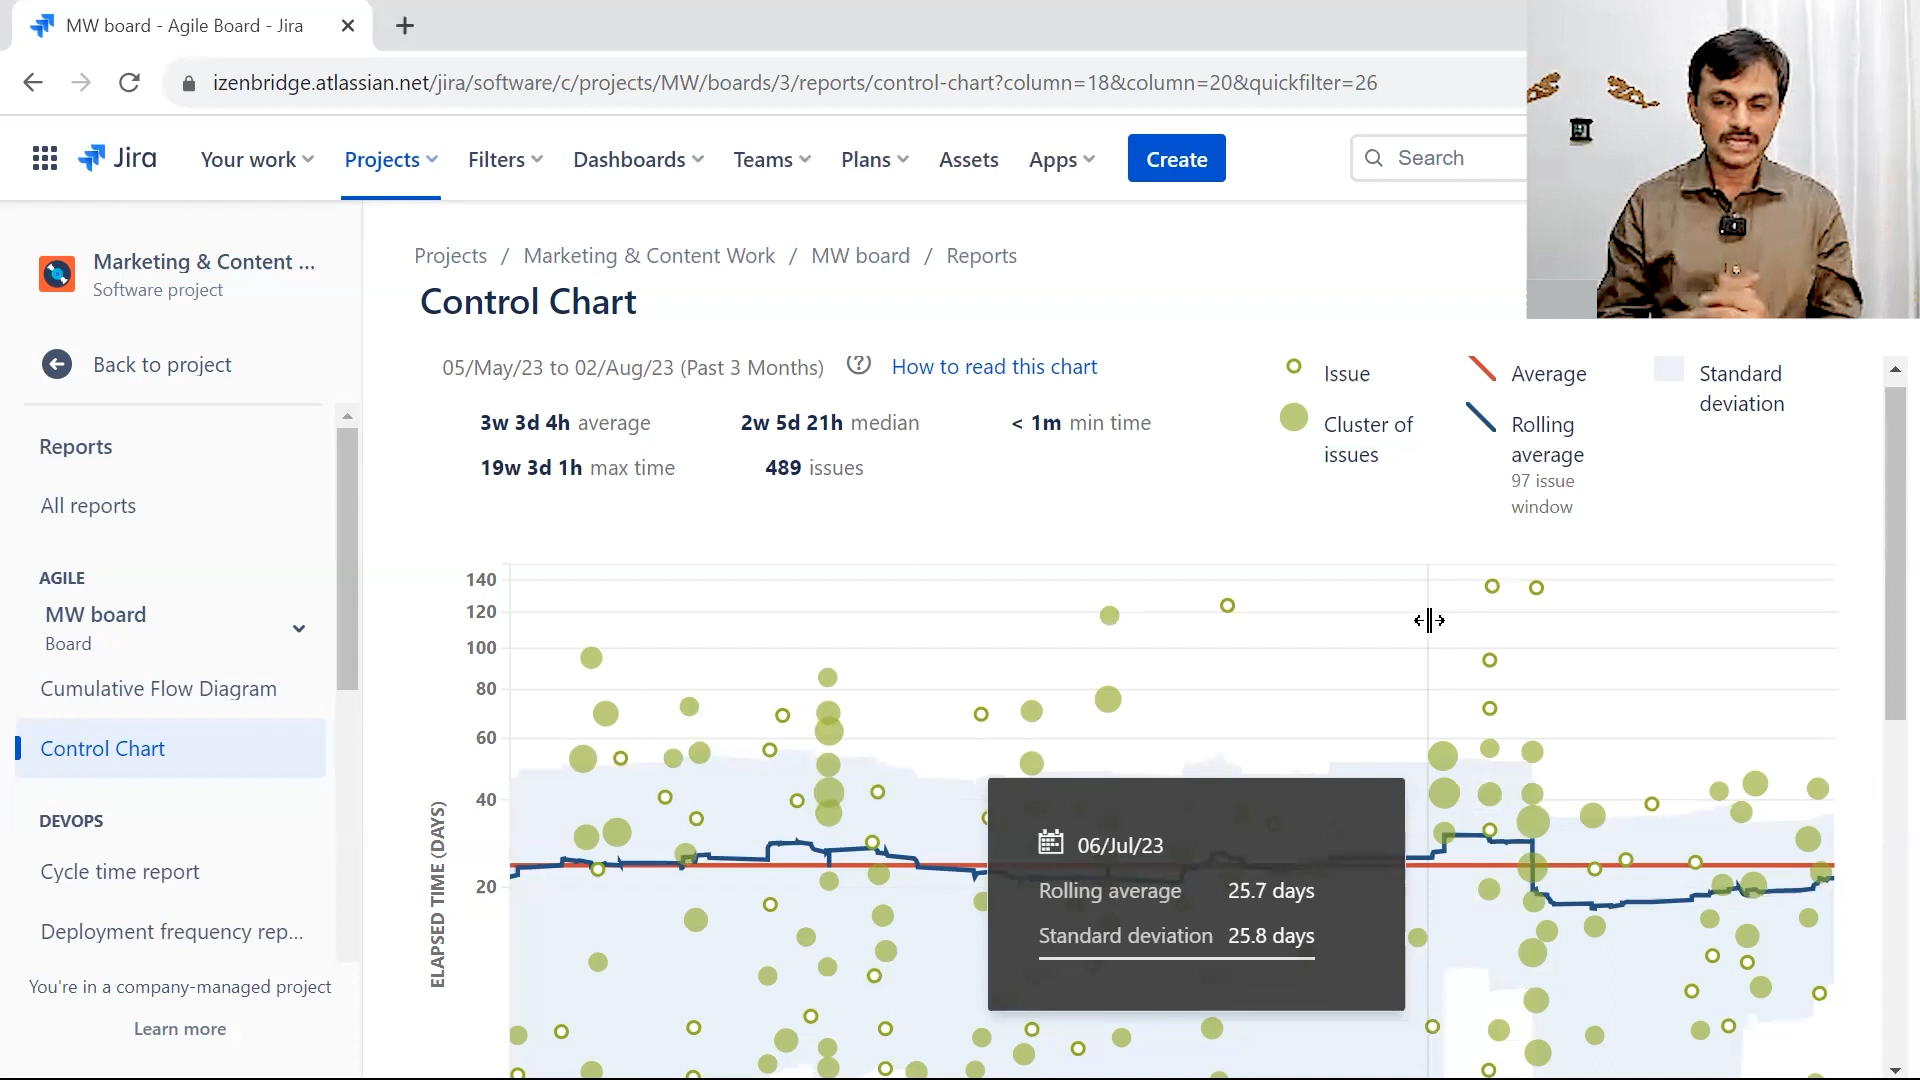 MW board - Agile Board - Jira
izenbridge.atlassian.net/jira/software/c/projects/MW/boards/3/reports/control-chart?column=18&column=20&quickfilter=26
Jira
Your work
Projects
Filters
Dashboards
Teams
Plans
Assets
Apps
Create
Search
Marketing & Content ...
Software project
Back to project
Reports
All reports
AGILE
MW board
Board
Cumulative Flow Diagram
Control Chart
DEVOPS
Cycle time report
Deployment frequency rep...
You're in a company-managed project
Learn more
Projects / Marketing & Content Work / MW board / Reports
Control Chart
05/May/23 to 02/Aug/23 (Past 3 Months)
How to read this chart
3w 3d 4h average
2w 5d 21h median
< 1m min time
19w 3d 1h max time
489 issues
Issue
Cluster of
issues
Average
Rolling
average
97 issue
window
Standard
deviation
140
120
100
80
60
40
20
ELAPSED TIME (DAYS)
06/Jul/23
Rolling average 25.7 days
Standard deviation 25.8 days